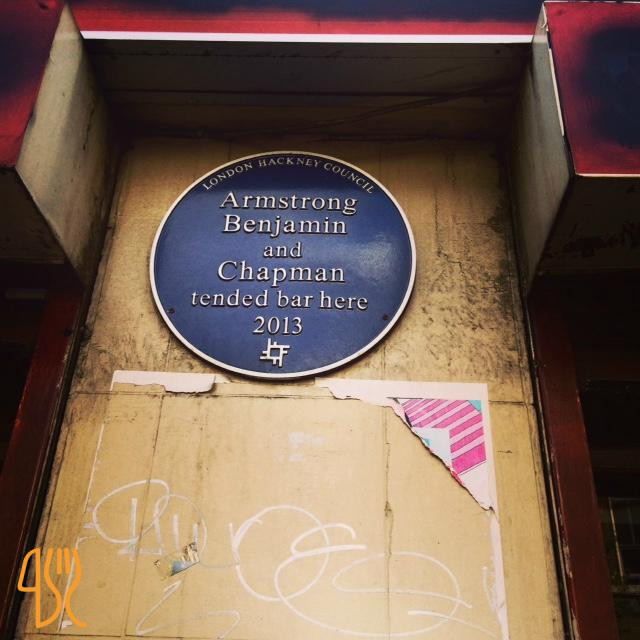 LONDON HACKNEY COUNCIL
Armstrong
Benjamin
and
Chapman
tended bar here
2013